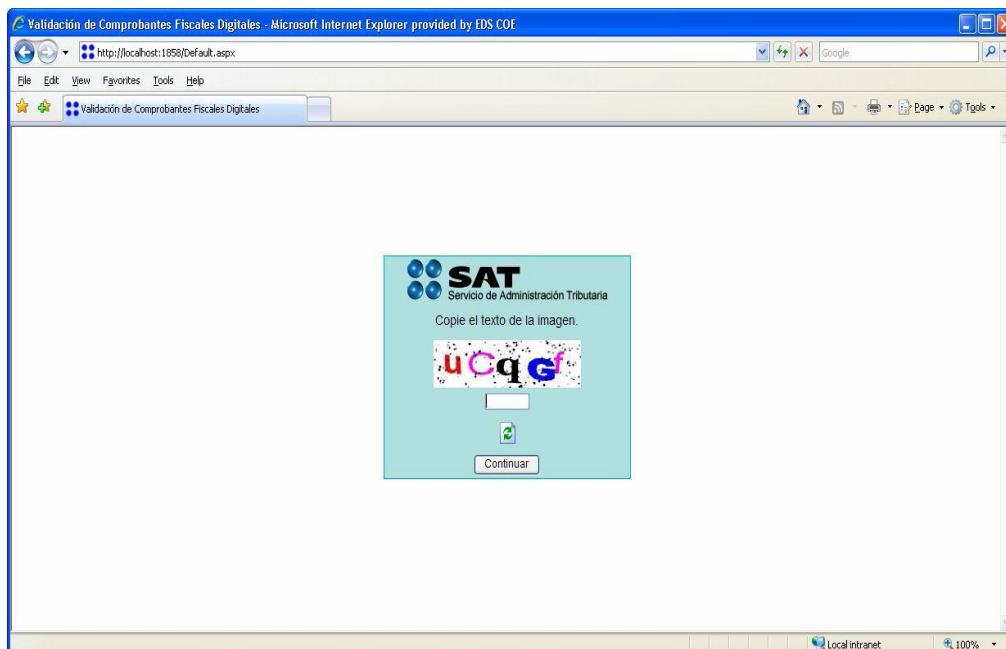 Validación de Comprobantes Fiscales Digitales - Microsoft Internet Explorer provided by EDS COE
http://localhost:1858/Default.aspx
Google
File Edit View Favorites Tools Help
Validación de Comprobantes Fiscales Digitales
Page
Tools
SAT
Servicio de Administración Tributaria
Copie el texto de la imagen.
uCqGf
Continuar
Local intranet
100%